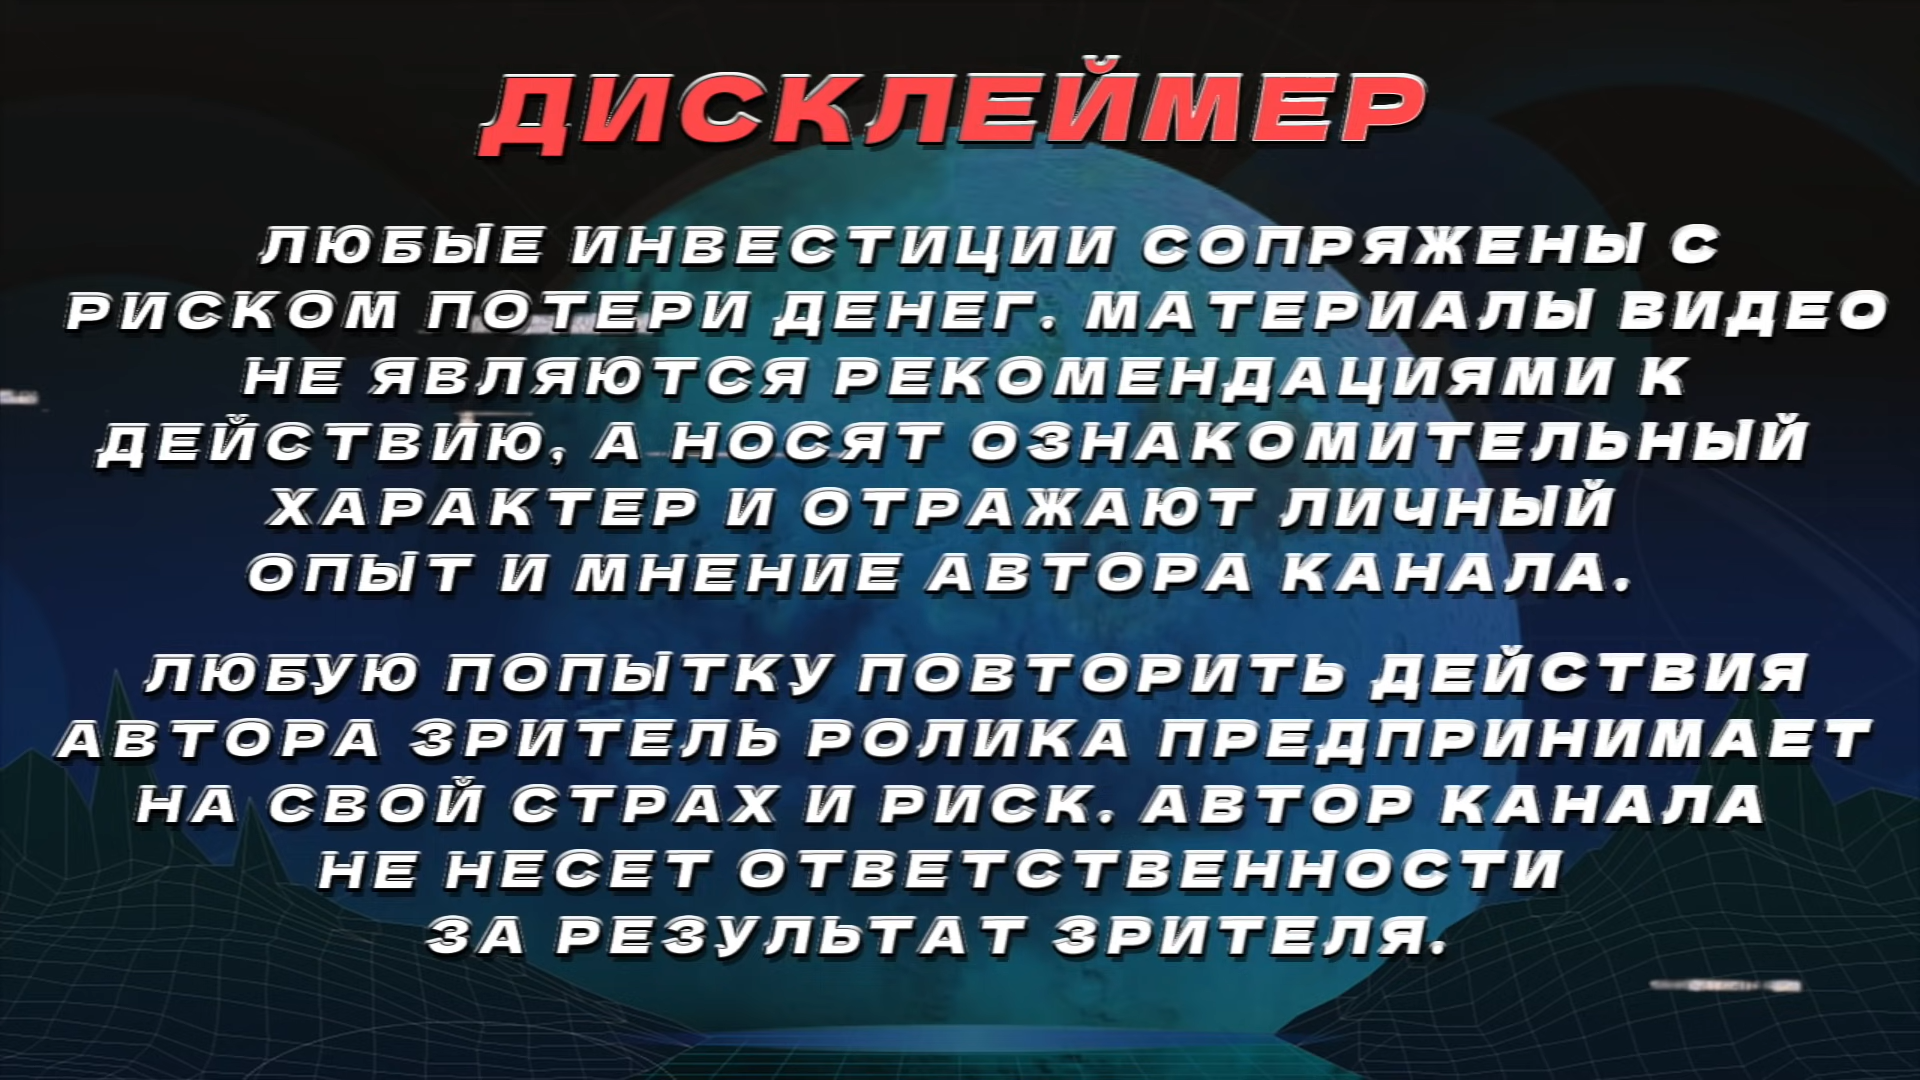 ДИСКЛЕЙМЕР
ЛЮБЫЕ ИНВЕСТИЦИИ СОПРЯЖЕНЫ С
РИСКОМ ПОТЕРИ ДЕНЕГ. МАТЕРИАЛЫ ВИДЕО
НЕ ЯВЛЯЮТСЯ РЕКОМЕНДАЦИЯМИ К
ДЕЙСТВИЮ, А НОСЯТ ОЗНАКОМИТЕЛЬНЫЙ
ХАРАКТЕР И ОТРАЖАЮТ ЛИЧНЫЙ
ОПЫТ И МНЕНИЕ АВТОРА КАНАЛА.
ЛЮБУЮ ПОПЫТКУ ПОВТОРИТЬ ДЕЙСТВИЯ
АВТОРА ЗРИТЕЛЬ РОЛИКА ПРЕДПРИНИМАЕТ
НА СВОЙ СТРАХ И РИСК. АВТОР КАНАЛА
НЕ НЕСЕТ ОТВЕТСТВЕННОСТИ
ЗА РЕЗУЛЬТАТ ЗРИТЕЛЯ.